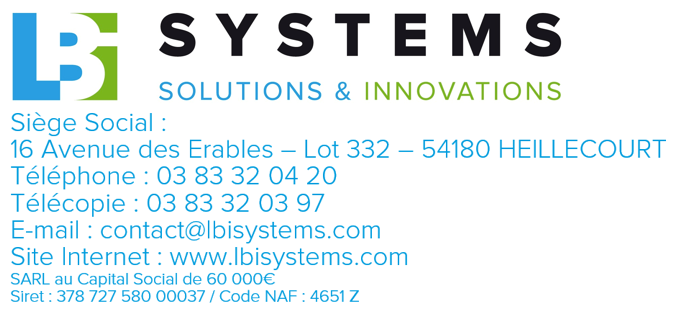 LBi SYSTEMS
SOLUTIONS & INNOVATIONS
Siège Social :
16 Avenue des Erables – Lot 332 – 54180 HEILLECOURT
Téléphone : 03 83 32 04 20
Télécopie : 03 83 32 03 97
E-mail : contact@lbisystems.com
Site Internet : www.lbisystems.com
SARL au Capital Social de 60 000€
Siret : 378 727 580 00037 / Code NAF : 4651 Z